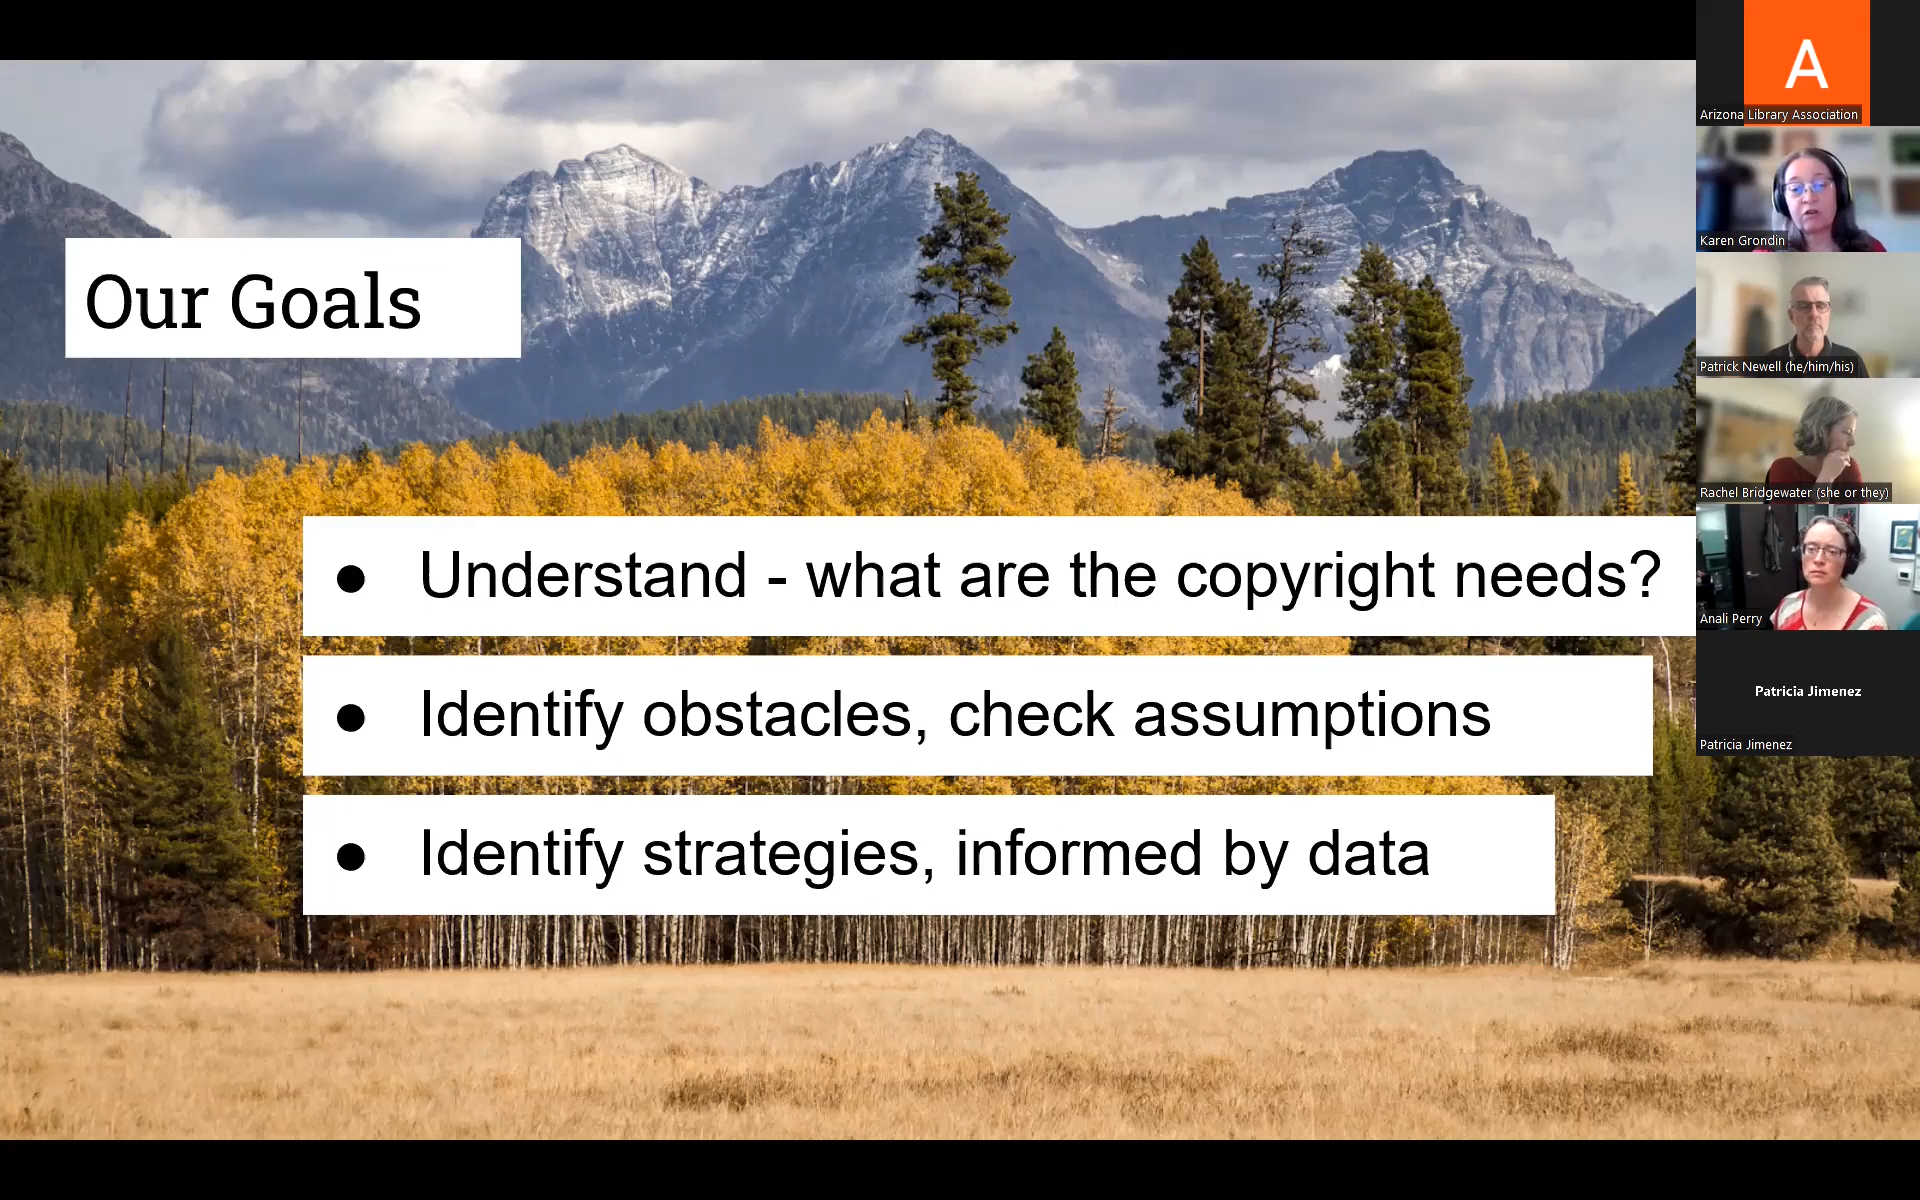 Our Goals
● Understand - what are the copyright needs?
● Identify obstacles, check assumptions
● Identify strategies, informed by data
A
Arizona Library Association
Karen Grondin
Patrick Newell (he/him/his)
Rachel Bridgewater (she or they)
Anali Perry
Patricia Jimenez
Patricia Jimenez